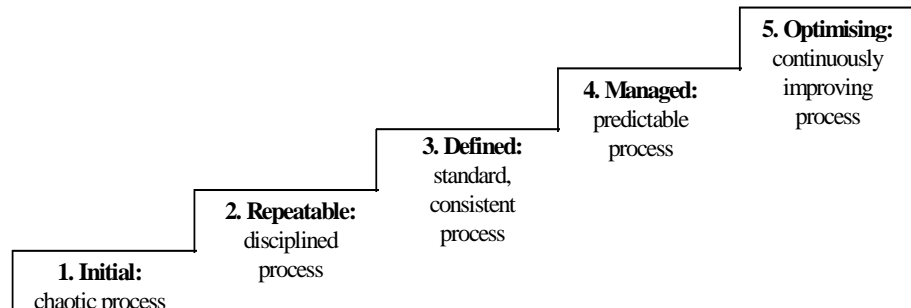 5. Optimising:
continuously
improving
process
4. Managed:
predictable
process
3. Defined:
standard,
consistent
process
2. Repeatable:
disciplined
process
1. Initial:
chaotic process